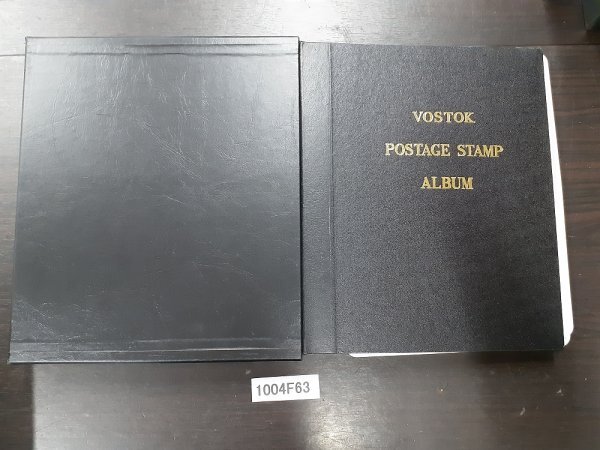 VOSTOK
POSTAGE STAMP
ALBUM
1004F63